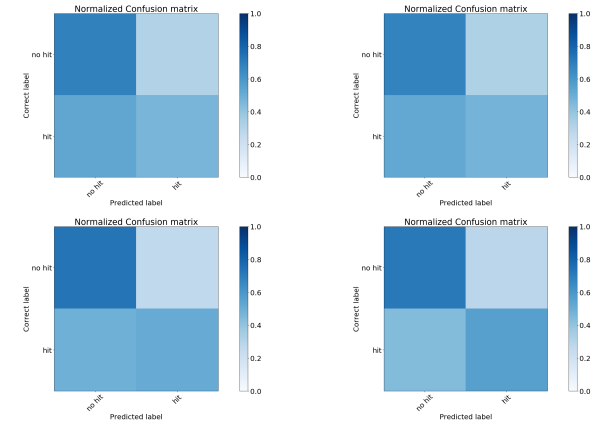 Normalized Confusion matrix
Correct label
no hit
hit
no hit
hit
Predicted label
1.0
0.8
0.6
0.4
0.2
0.0
Normalized Confusion matrix
Correct label
no hit
hit
no hit
hit
Predicted label
1.0
0.8
0.6
0.4
0.2
0.0
Normalized Confusion matrix
Correct label
no hit
hit
no hit
hit
Predicted label
1.0
0.8
0.6
0.4
0.2
0.0
Normalized Confusion matrix
Correct label
no hit
hit
no hit
hit
Predicted label
1.0
0.8
0.6
0.4
0.2
0.0